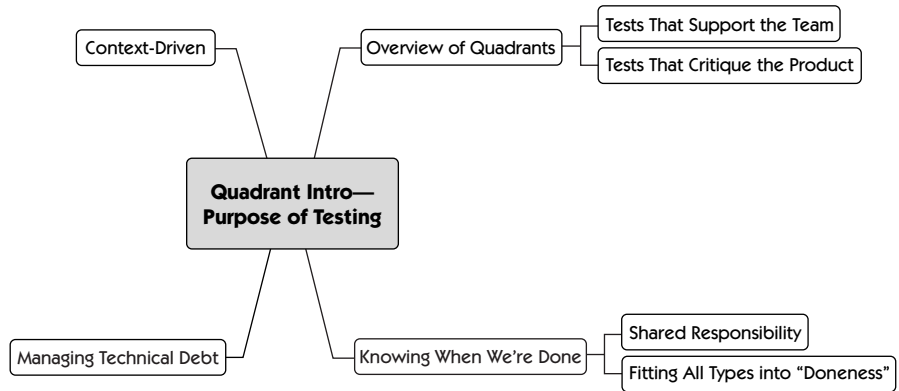 Context-Driven
Overview of Quadrants
Tests That Support the Team
Tests That Critique the Product
Quadrant Intro—
Purpose of Testing
Managing Technical Debt
Knowing When We’re Done
Shared Responsibility
Fitting All Types into “Doneness”